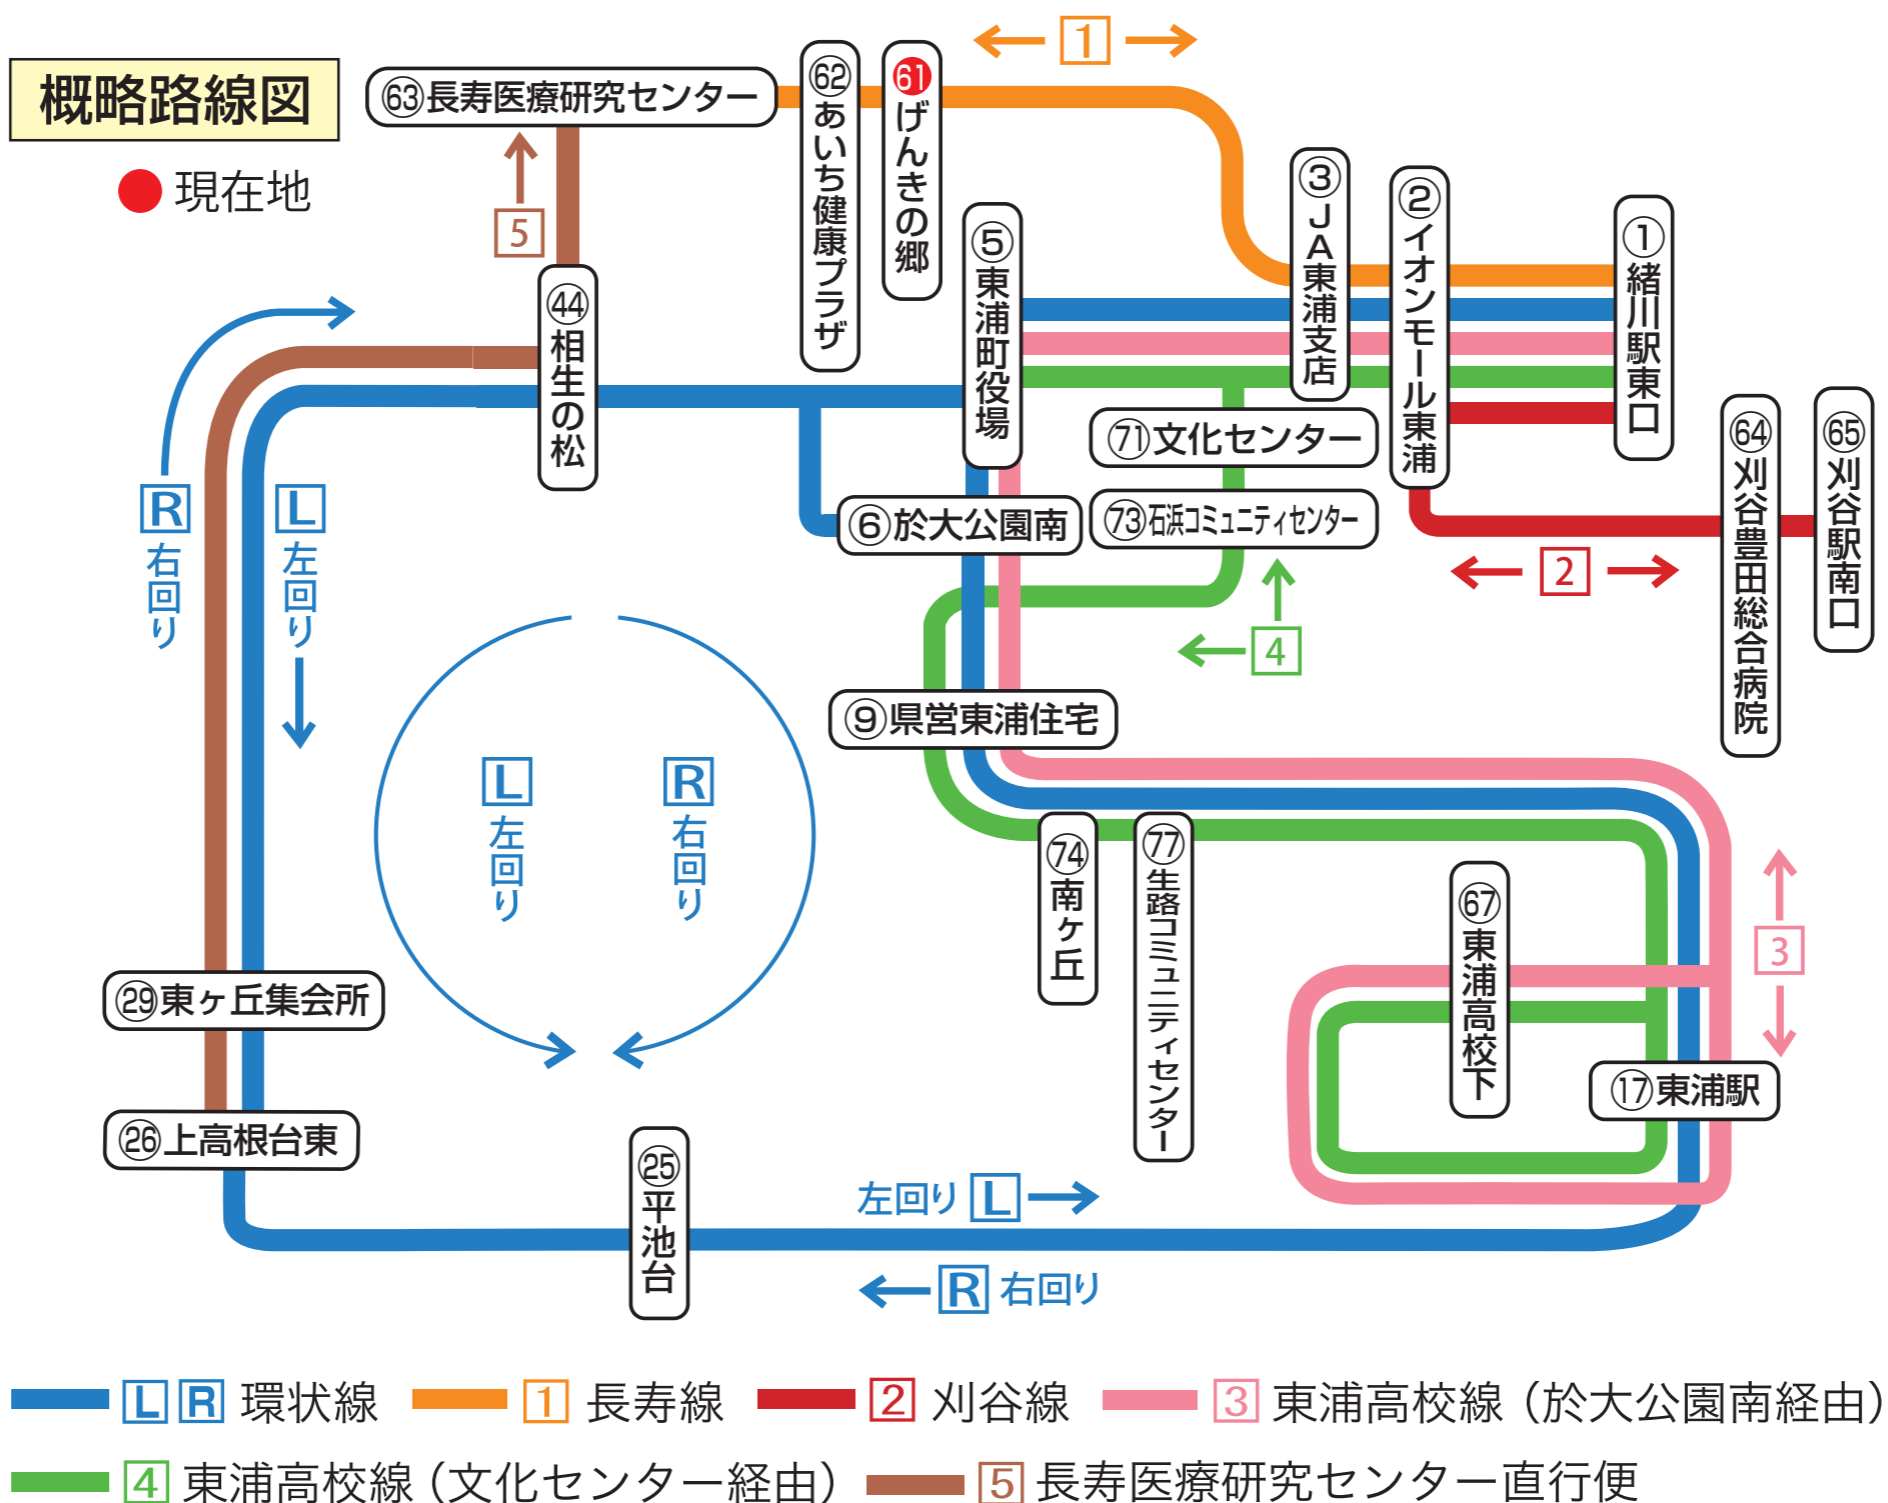 概略路線図
現在地
1
㊿+13長寿医療研究センター
62あいち健康プラザ
61げんきの郷
③JA東浦支店
②イオンモール東浦
①緒川駅東口
⑤東浦町役場
5
㊹相生の松
71文化センター
73石浜コミュニティセンター
64刈谷豊田総合病院
65刈谷駅南口
⑥於大公園南
2
R
右回り
L
左回り
4
⑨県営東浦住宅
L
左回り
R
右回り
74南ヶ丘
77生路コミュニティセンター
67東浦高校下
3
㉙東ヶ丘集会所
⑰東浦駅
㉖上高根台東
㉕平池台
左回り L
R 右回り
L R 環状線 1 長寿線 2 刈谷線 3 東浦高校線（於大公園南経由）
4 東浦高校線（文化センター経由） 5 長寿医療研究センター直行便